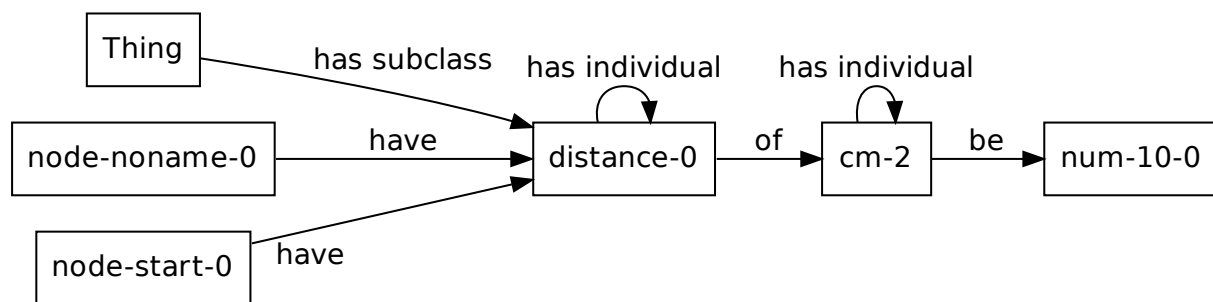 Thing
has subclass
has individual
has individual
node-noname-0
have
distance-0
of
cm-2
be
num-10-0
node-start-0
have